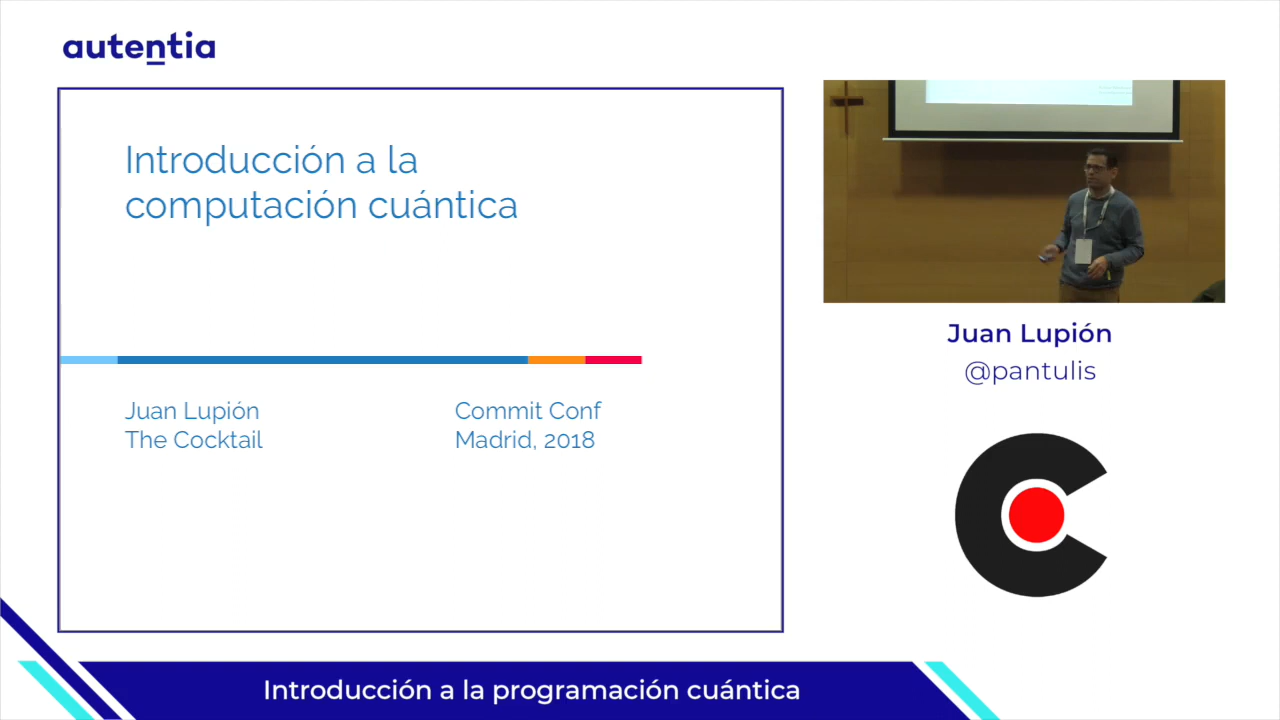 autentia
Introducción a la
computación cuántica
Juan Lupión
The Cocktail
Commit Conf
Madrid, 2018
Juan Lupión
@pantulis
Introducción a la programación cuántica